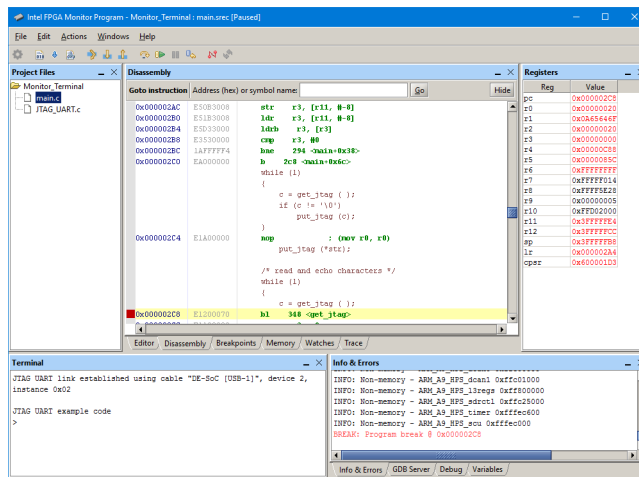 Intel FPGA Monitor Program - Monitor_Terminal : main.srec [Paused]
File Edit Actions Windows Help
Project Files
Monitor_Terminal
main.c
JTAG_UART.c
Disassembly
Goto instruction Address (hex) or symbol name: Go Hide
0x000002AC E50B3008 str r3, [r11, #-8]
0x000002B0 E51B3008 ldr r3, [r11, #-8]
0x000002B4 E5D33000 ldrb r3, [r3]
0x000002B8 E3530000 cmp r3, #0
0x000002BC 1AFFFFF4 bne 294 <main+0x38>
0x000002C0 EA000000 b 2c8 <main+0x6c>
while (1)
{
c = get_jtag ( );
if (c != '\0')
put_jtag (c);
}
0x000002C4 E1A00000 nop ; (mov r0, r0)
put_jtag (*str);
/* read and echo characters */
while (1)
{
c = get_jtag ( );
0x000002C8 E1200070 bl 348 <get_jtag>
Editor Disassembly Breakpoints Memory Watches Trace
Registers
Reg Value
pc 0x000002C8
r0 0x00000020
r1 0x0A65646F
r2 0x00000020
r3 0x00000000
r4 0x00000C88
r5 0x0000085C
r6 0xFFFFFFFF
r7 0xFFFFF014
r8 0xFFFF5E28
r9 0x00000005
r10 0xFFD02000
r11 0x3FFFFFE4
r12 0x3FFFFFCC
sp 0x3FFFFFB8
lr 0x000002A4
cpsr 0x600001D3
Terminal
JTAG UART link established using cable "DE-SoC [USB-1]", device 2,
instance 0x02
JTAG UART example code
>
Info & Errors
INFO: Non-memory - ARM_A9_HPS_dcan1 0xffc01000
INFO: Non-memory - ARM_A9_HPS_l3regs 0xff800000
INFO: Non-memory - ARM_A9_HPS_sdrctl 0xffc25000
INFO: Non-memory - ARM_A9_HPS_timer 0xfffec600
INFO: Non-memory - ARM_A9_HPS_scu 0xfffec000
BREAK: Program break @ 0x000002C8
Info & Errors GDB Server Debug Variables